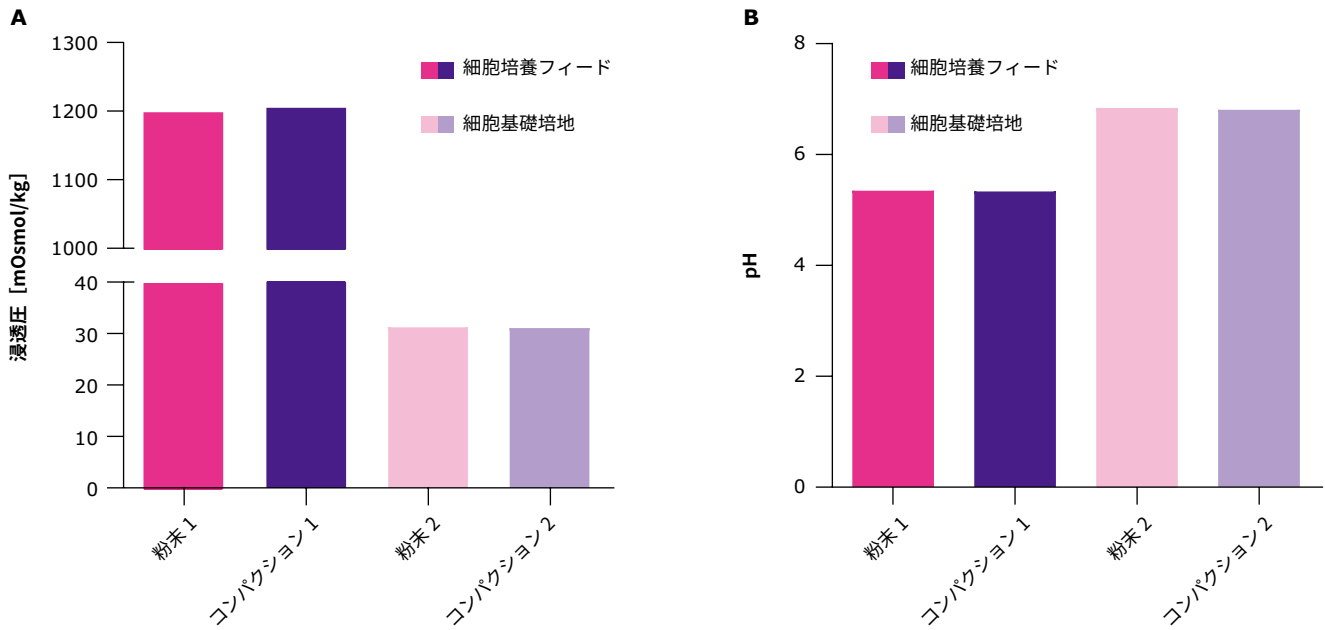 A
浸透圧 [mOsmol/kg]
1300
1200
1100
1000
40
30
20
10
0
細胞培養フィード
細胞基礎培地
粉末 1
コンパクション 1
粉末 2
コンパクション 2
B
pH
8
6
4
2
0
細胞培養フィード
細胞基礎培地
粉末 1
コンパクション 1
粉末 2
コンパクション 2